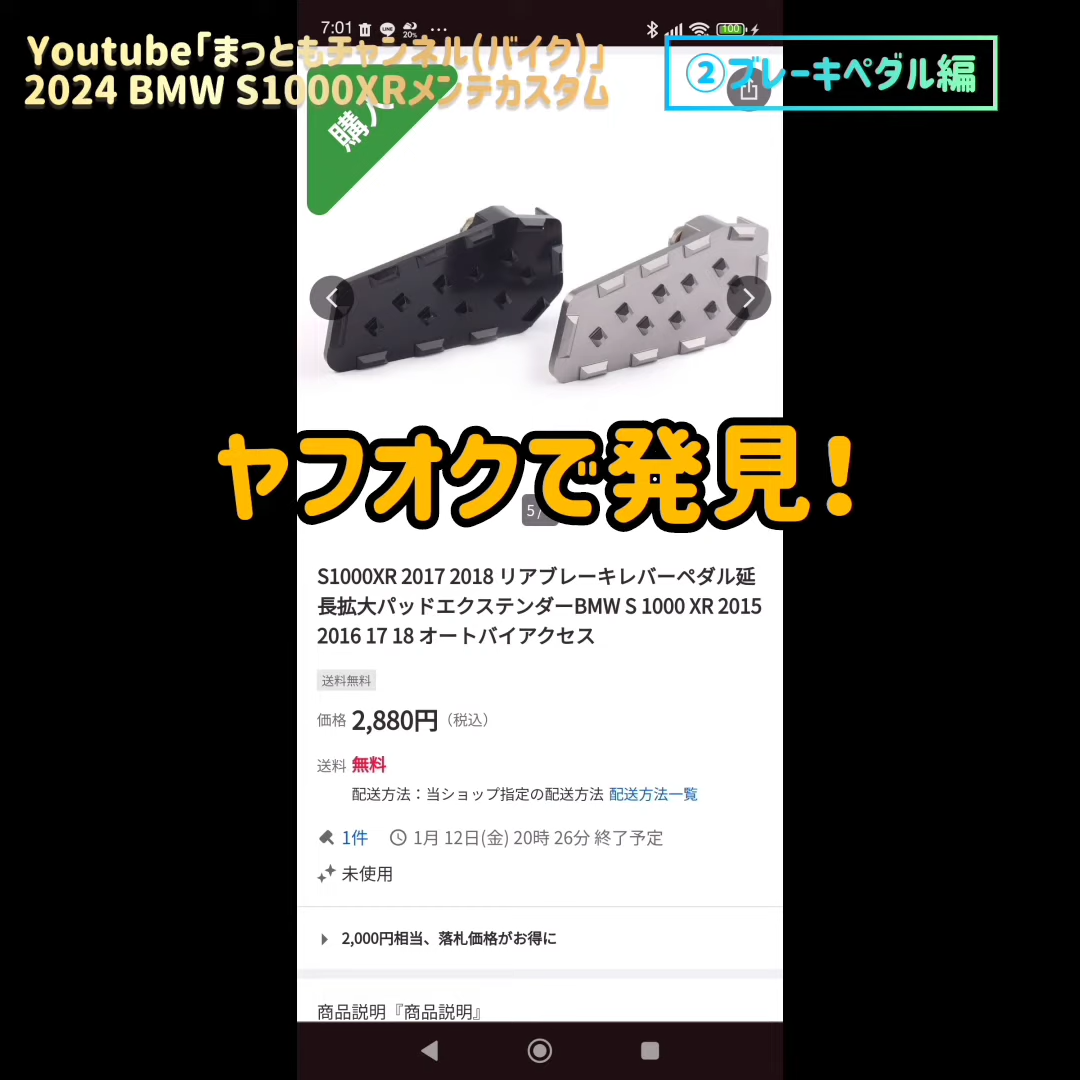 7:01
20%
100
Youtube「まっともチャンネル(バイク)」
2024 BMW S1000XRメンテカスタム
②ブレーキペダル編
購入
ヤフオクで発見!
5/
S1000XR 2017 2018 リアブレーキレバーペダル延
長拡大パッドエクステンダーBMW S 1000 XR 2015
2016 17 18 オートバイアクセス
送料無料
価格 2,880円（税込）
送料 無料
配送方法：当ショップ指定の配送方法 配送方法一覧
1件 1月 12日(金) 20時 26分 終了予定
未使用
2,000円相当、落札価格がお得に
商品説明『商品説明』